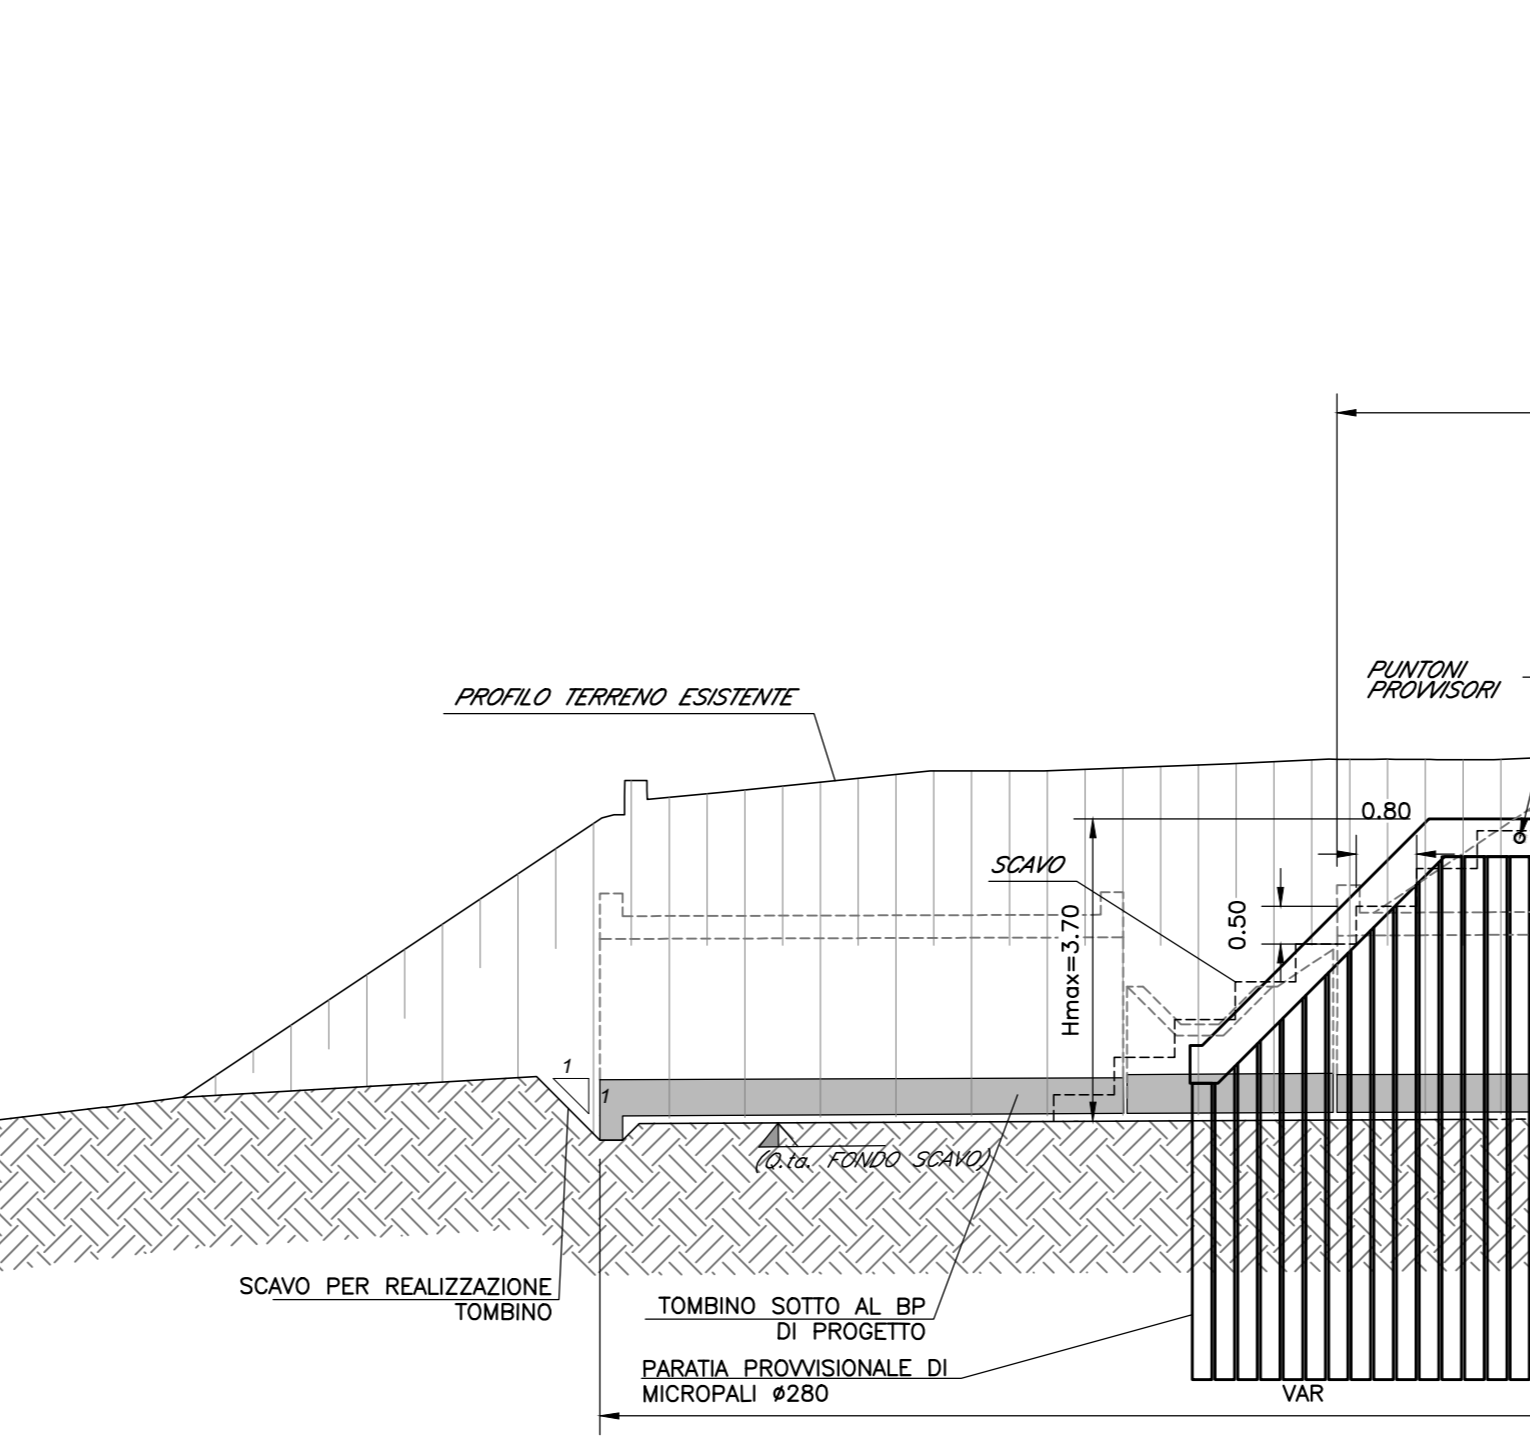 PUNTONI
PROVVISORI
PROFILO TERRENO ESISTENTE
0.80
SCAVO
0.50
Hmax=3.70
1
1
(Q.ta. FONDO SCAVO)
SCAVO PER REALIZZAZIONE
TOMBINO
TOMBINO SOTTO AL BP
DI PROGETTO
PARATIA PROVVISIONALE DI
MICROPALI ø280
VAR